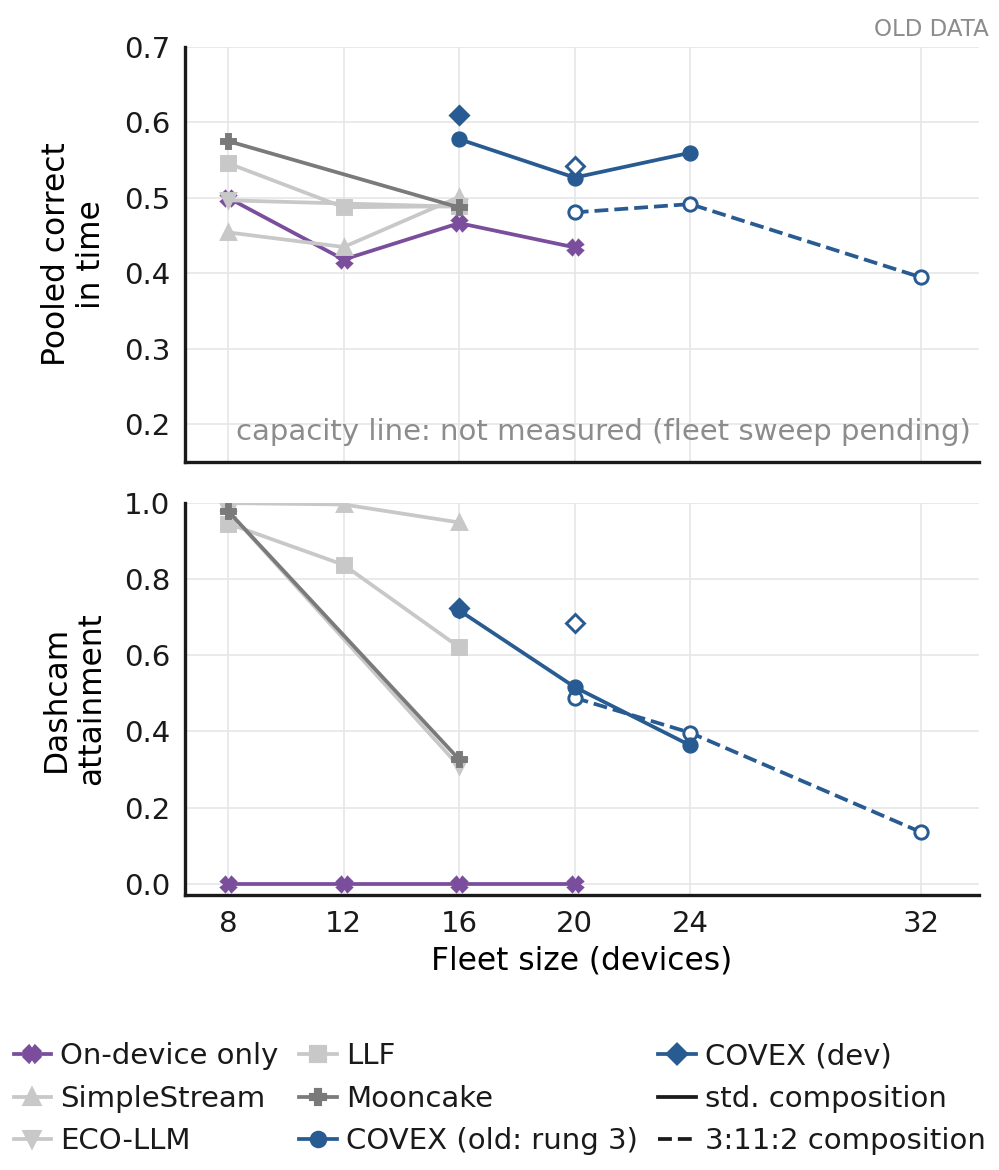 OLD DATA
0.7
0.6
0.5
0.4
0.3
0.2
Pooled correct
in time
capacity line: not measured (fleet sweep pending)
1.0
0.8
0.6
0.4
0.2
0.0
Dashcam
attainment
8 12 16 20 24 32
Fleet size (devices)
On-device only
SimpleStream
ECO-LLM
LLF
Mooncake
COVEX (old: rung 3)
COVEX (dev)
std. composition
3:11:2 composition